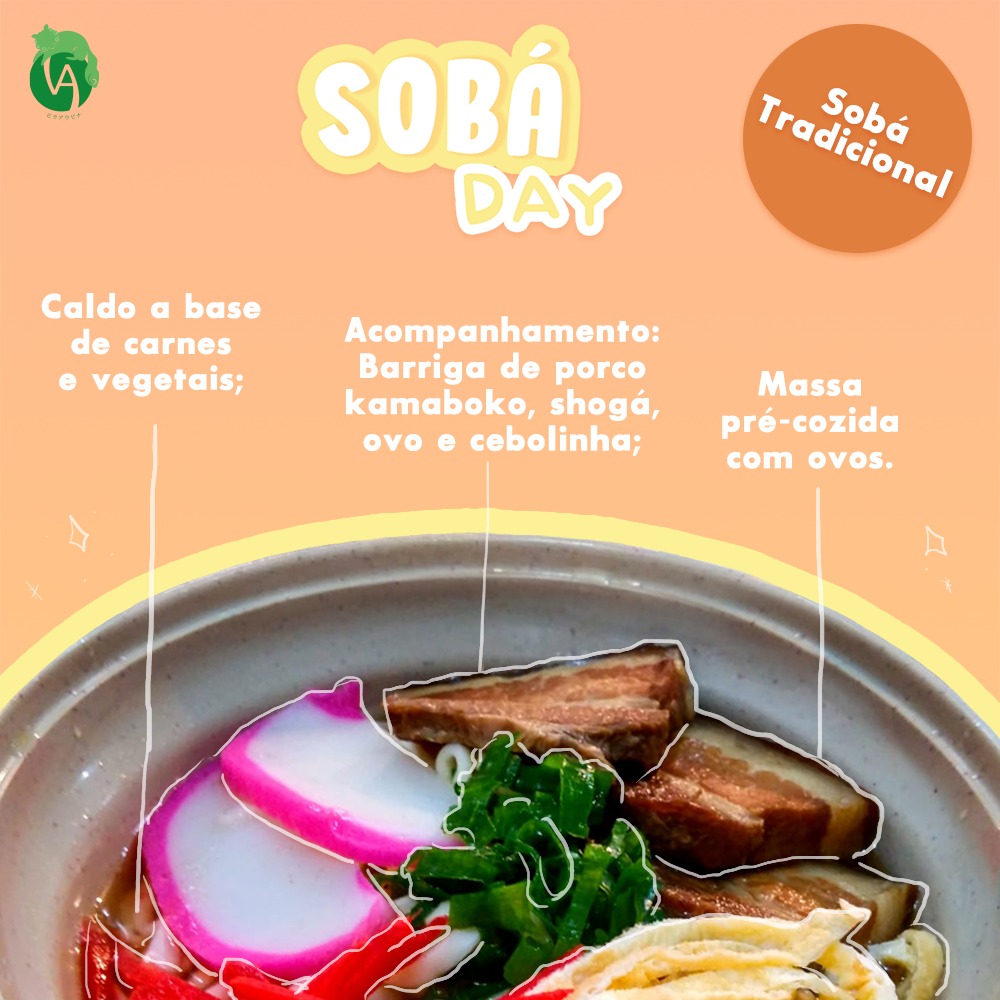 VA
SOBÁ
DAY
Sobá
Tradicional
Caldo a base
de carnes
e vegetais;
Acompanhamento:
Barriga de porco
kamaboko, shogá,
ovo e cebolinha;
Massa
pré-cozida
com ovos.